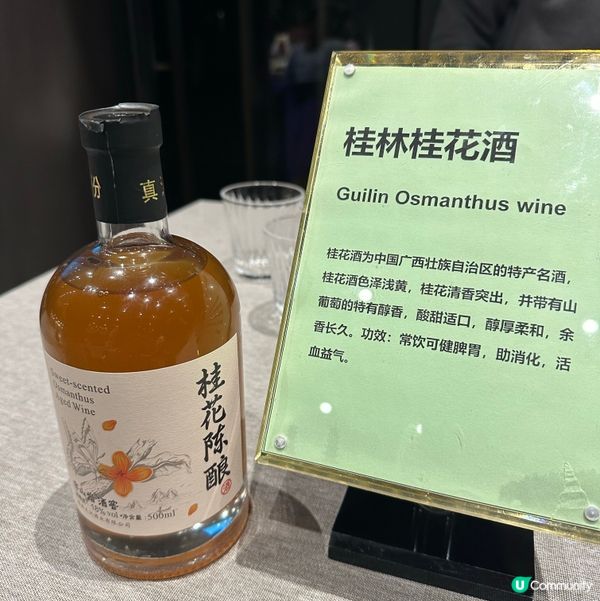 份 真
Sweet-scented
Osmanthus
Aged Wine
桂花陈酿
酒窖
500ml
桂林桂花酒
Guilin Osmanthus wine
桂花酒为中国广西壮族自治区的特产名酒，
桂花酒色泽浅黄，桂花清香突出，并带有山
葡萄的特有醇香，酸甜适口，醇厚柔和，余
香长久。功效：常饮可健脾胃，助消化，活
血益气。
U Community